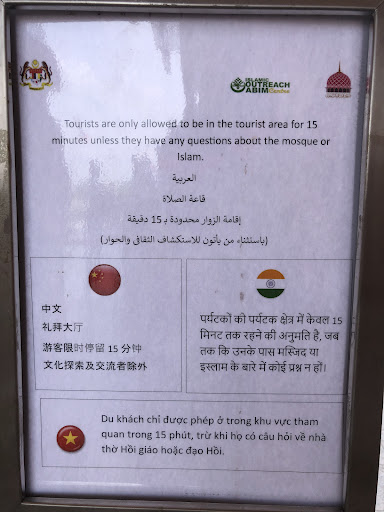 ISLAMIC
OUTREACH
ABIM
Tourists are only allowed to be in the tourist area for 15
minutes unless they have any questions about the mosque or
Islam.
العربية
قاعة الصلاة
إقامة الزوار محدودة بـ 15 دقيقة
(باستثناء من يأتون للاستكشاف الثقافي والحوار)
中文
礼拜大厅
游客限时停留 15 分钟
文化探索及交流者除外
पर्यटकों को पर्यटक क्षेत्र में केवल 15
मिनट तक रहने की अनुमति है, जब
तक कि उनके पास मस्जिद या
इस्लाम के बारे में कोई प्रश्न न हों।
Du khách chỉ được phép ở trong khu vực tham
quan trong 15 phút, trừ khi họ có câu hỏi về nhà
thờ Hồi giáo hoặc đạo Hồi.